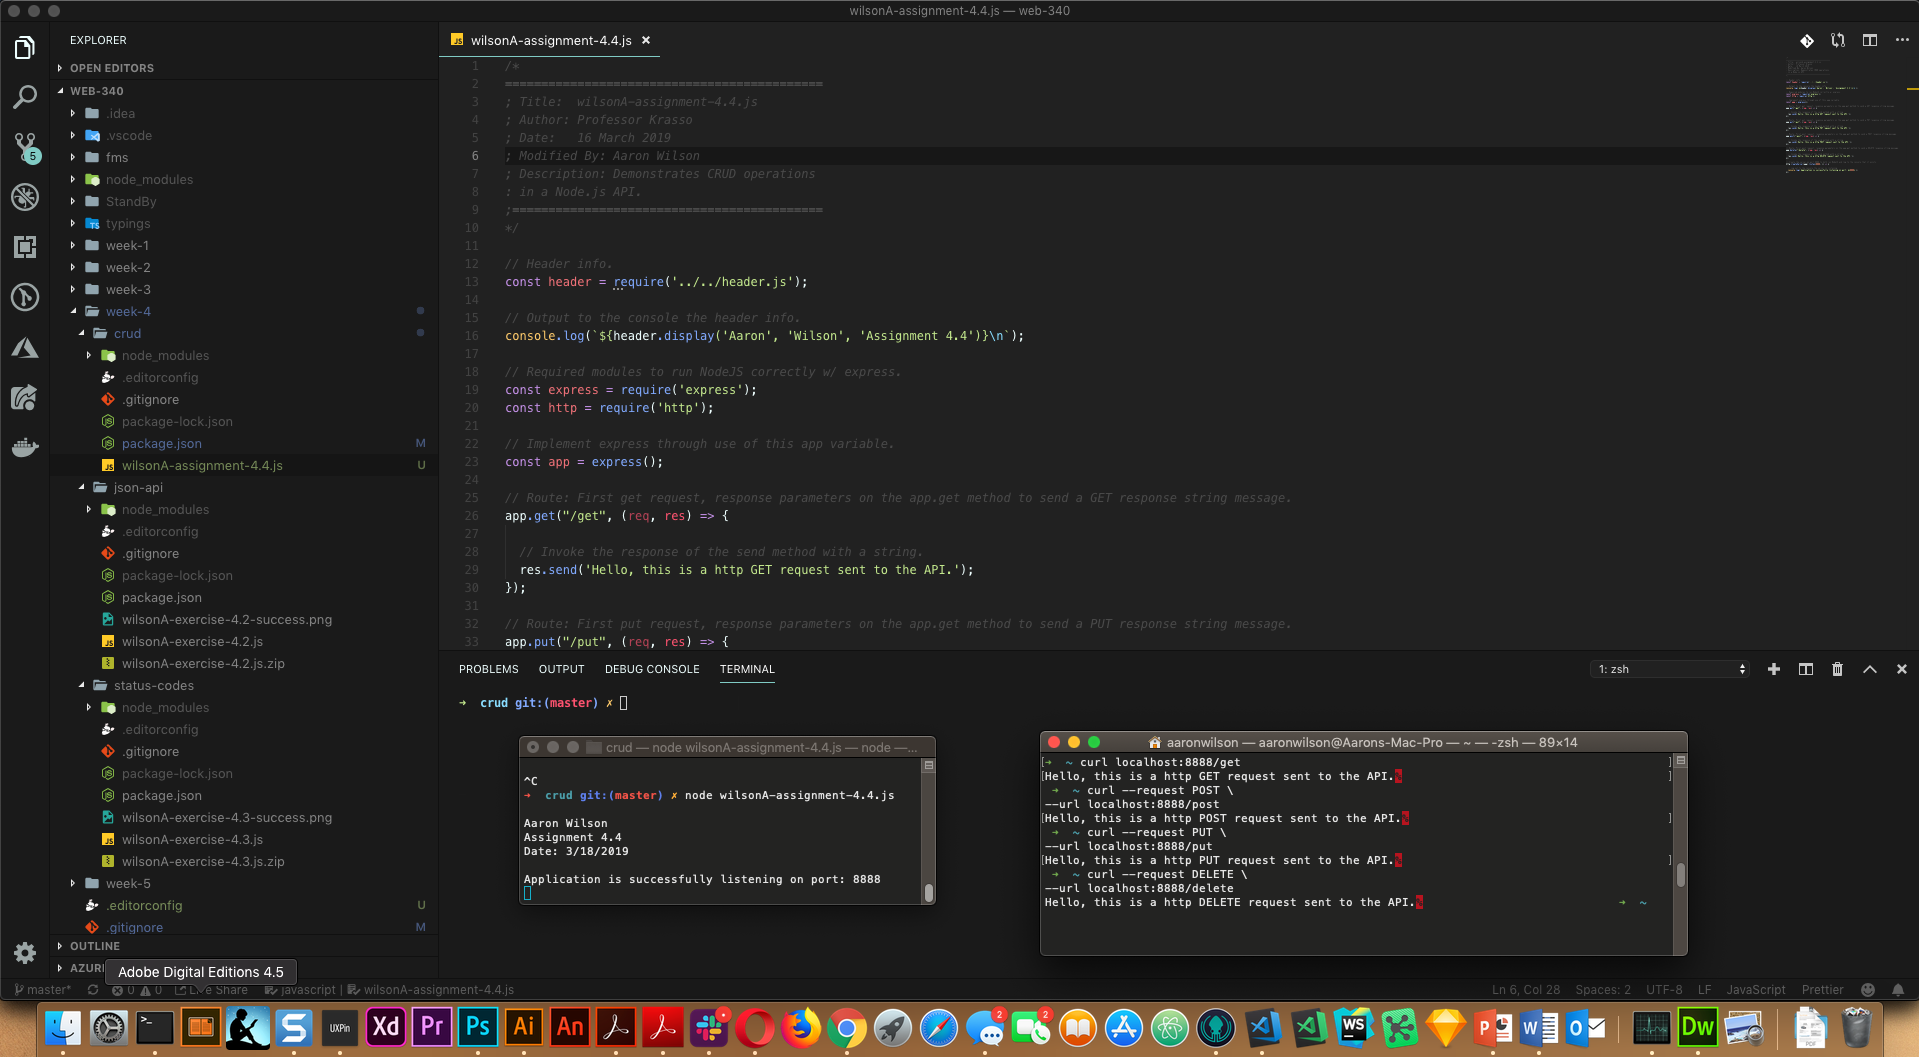 wilsonA-assignment-4.4.js — web-340
EXPLORER
OPEN EDITORS
WEB-340
.idea
.vscode
fms
node_modules
StandBy
typings
week-1
week-2
week-3
week-4
crud
node_modules
.editorconfig
.gitignore
package-lock.json
package.json M
wilsonA-assignment-4.4.js U
json-api
node_modules
.editorconfig
.gitignore
package-lock.json
package.json
wilsonA-exercise-4.2-success.png
wilsonA-exercise-4.2.js
wilsonA-exercise-4.2.js.zip
status-codes
node_modules
.editorconfig
.gitignore
package-lock.json
package.json
wilsonA-exercise-4.3-success.png
wilsonA-exercise-4.3.js
wilsonA-exercise-4.3.js.zip
week-5
.editorconfig U
.gitignore M
OUTLINE
AZUR
Adobe Digital Editions 4.5
5
wilsonA-assignment-4.4.js
1 /*
2 ===========================================
3 ; Title:  wilsonA-assignment-4.4.js
4 ; Author: Professor Krasso
5 ; Date:   16 March 2019
6 ; Modified By: Aaron Wilson
7 ; Description: Demonstrates CRUD operations
8 : in a Node.js API.
9 ;===========================================
10 */
11
12 // Header info.
13 const header = require('../../header.js');
14
15 // Output to the console the header info.
16 console.log(`${header.display('Aaron', 'Wilson', 'Assignment 4.4')}\n`);
17
18 // Required modules to run NodeJS correctly w/ express.
19 const express = require('express');
20 const http = require('http');
21
22 // Implement express through use of this app variable.
23 const app = express();
24
25 // Route: First get request, response parameters on the app.get method to send a GET response string message.
26 app.get("/get", (req, res) => {
27
28   // Invoke the response of the send method with a string.
29   res.send('Hello, this is a http GET request sent to the API.');
30 });
31
32 // Route: First put request, response parameters on the app.get method to send a PUT response string message.
33 app.put("/put", (req, res) => {
PROBLEMS OUTPUT DEBUG CONSOLE TERMINAL
1: zsh
➜ crud git:(master) ✗
crud — node wilsonA-assignment-4.4.js — node —...
^C
➜ crud git:(master) ✗ node wilsonA-assignment-4.4.js
Aaron Wilson
Assignment 4.4
Date: 3/18/2019
Application is successfully listening on port: 8888
aaronwilson — aaronwilson@Aarons-Mac-Pro — ~ — -zsh — 89×14
[➜ ~ curl localhost:8888/get ]
[Hello, this is a http GET request sent to the API.% ]
➜ ~ curl --request POST \
--url localhost:8888/post
[Hello, this is a http POST request sent to the API.% ]
➜ ~ curl --request PUT \
--url localhost:8888/put
[Hello, this is a http PUT request sent to the API.% ]
➜ ~ curl --request DELETE \
--url localhost:8888/delete
Hello, this is a http DELETE request sent to the API.% ➜ ~
master* 0 0 Live Share javascript | wilsonA-assignment-4.4.js
Ln 6, Col 28 Spaces: 2 UTF-8 LF JavaScript Prettier
>_ S UXPin Xd Pr Ps Ai An 2 2 WS P W O Dw PDF